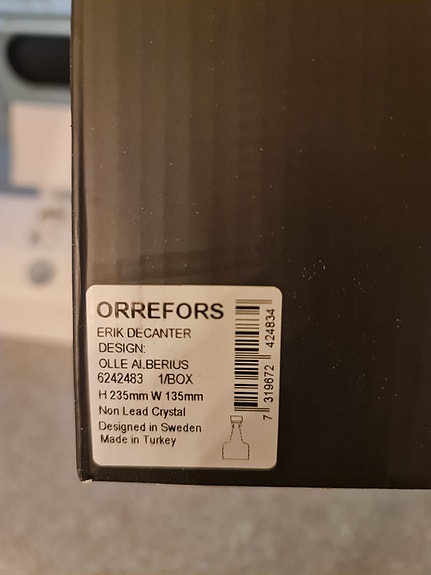 ORREFORS
ERIK DECANTER
DESIGN:
OLLE ALBERIUS
6242483 1/BOX
H 235mm W 135mm
Non Lead Crystal
Designed in Sweden
Made in Turkey
7 319672 424834